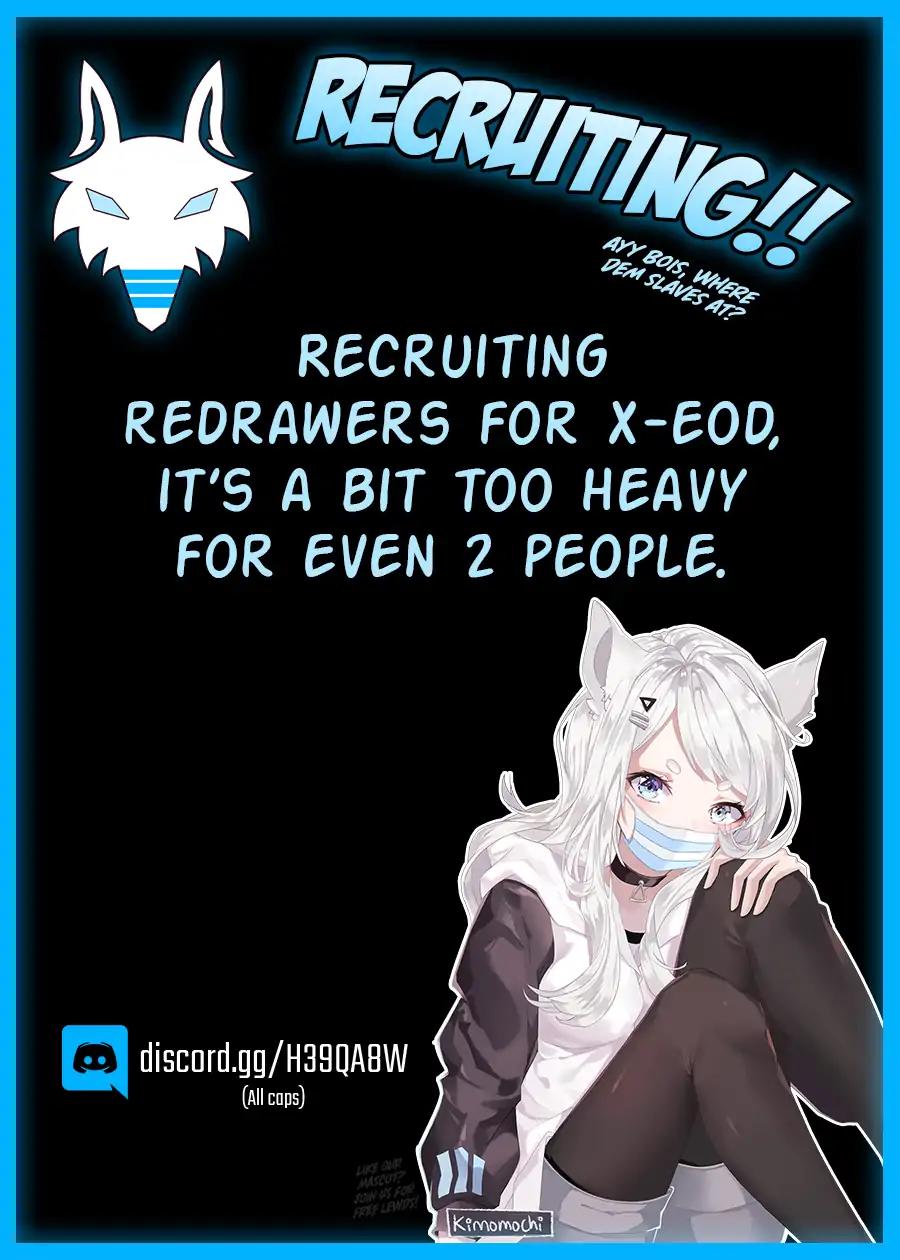 RECRUITING!!
AYY BOIS, WHERE
DEM SLAVES AT?
RECRUITING
REDRAWERS FOR X-EOD,
IT'S A BIT TOO HEAVY
FOR EVEN 2 PEOPLE.
discord.gg/H39QA8W
(All caps)
LIKE OUR
MASCOT?
JOIN US FOR
FREE LEWDS!
Kimomochi